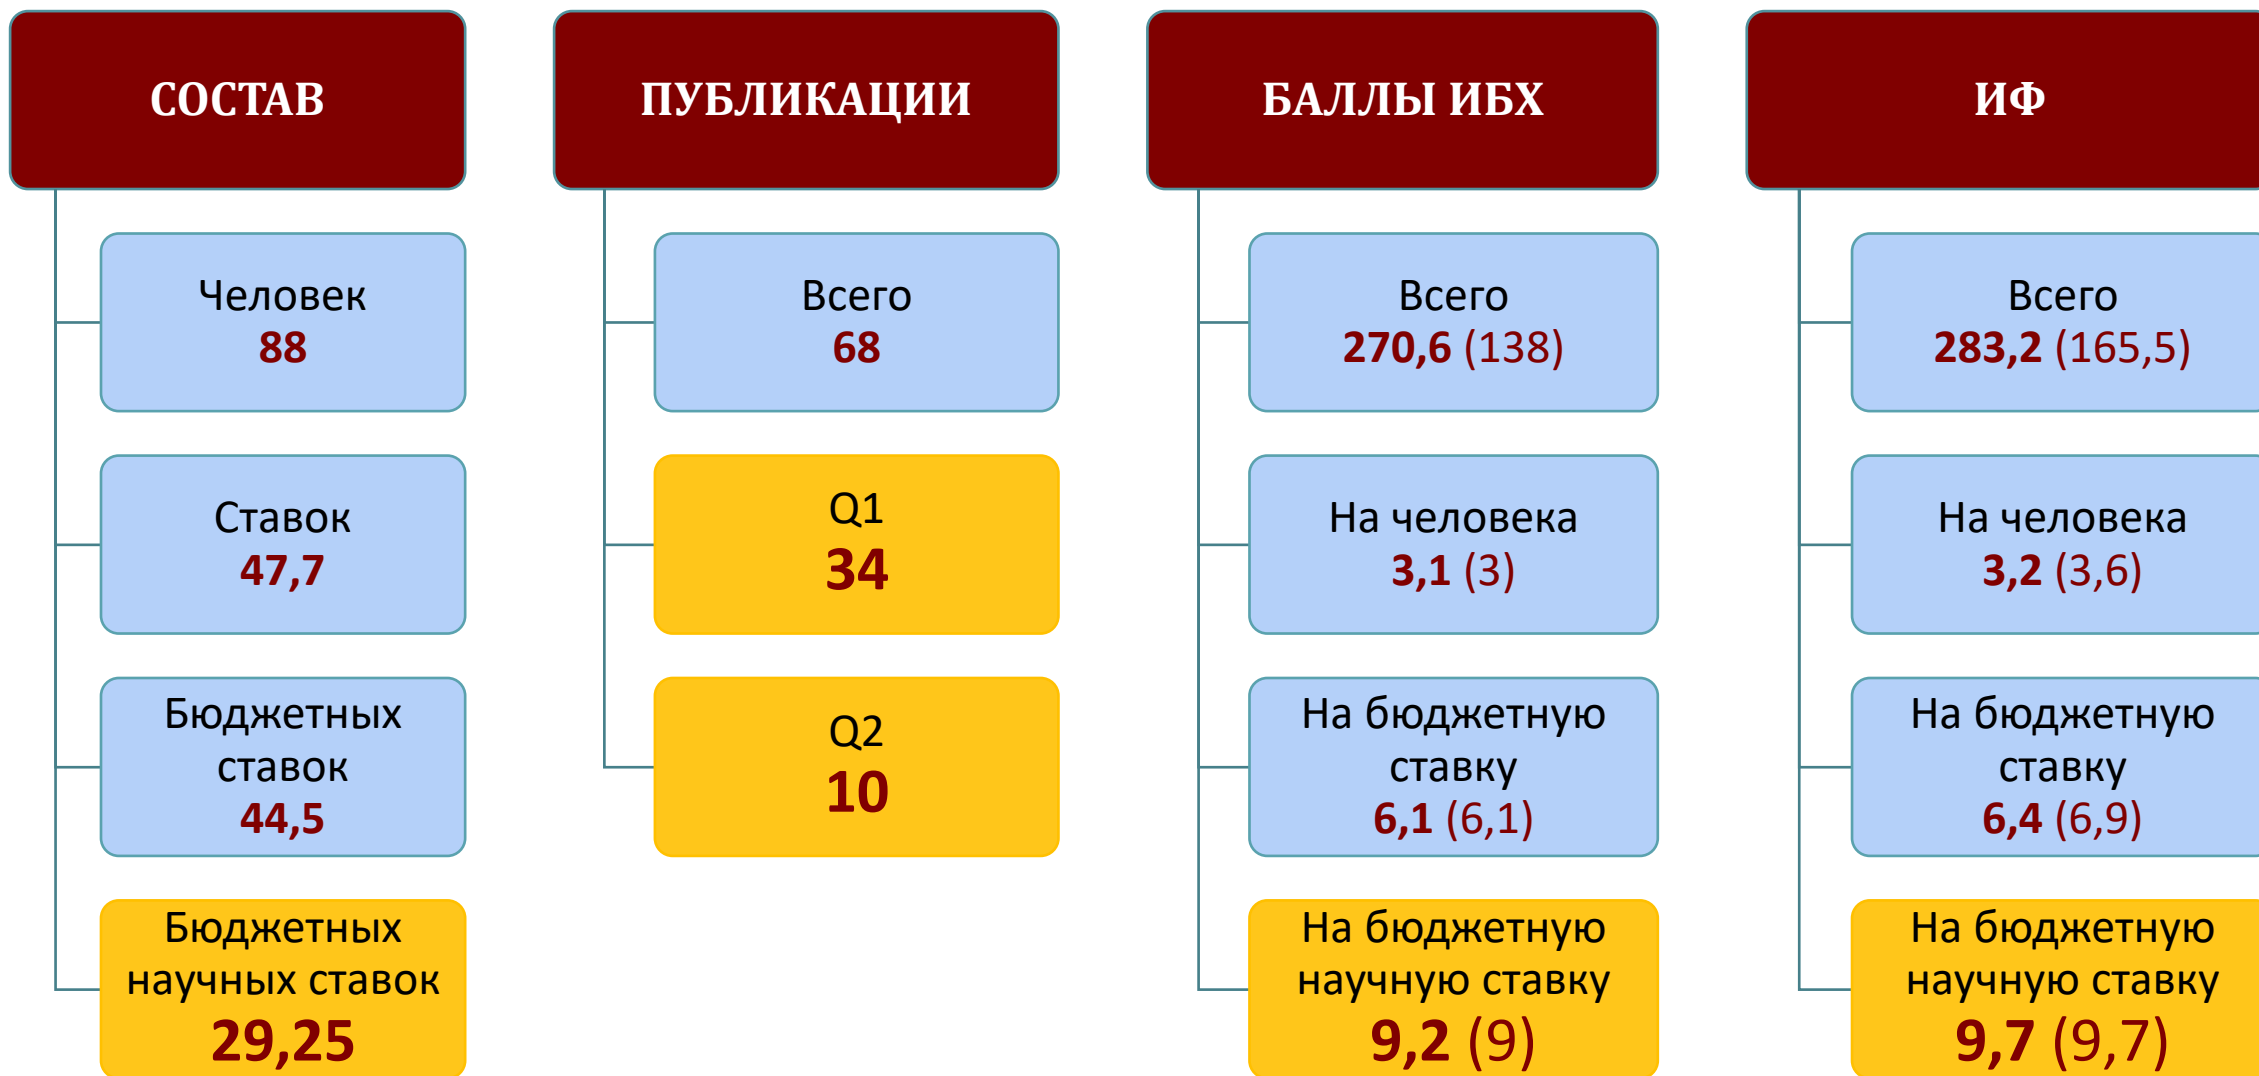 СОСТАВ
Человек
88
Ставок
47,7
Бюджетных
ставок
44,5
Бюджетных
научных ставок
29,25
ПУБЛИКАЦИИ
Всего
68
Q1
34
Q2
10
БАЛЛЫ ИБХ
Всего
270,6 (138)
На человека
3,1 (3)
На бюджетную
ставку
6,1 (6,1)
На бюджетную
научную ставку
9,2 (9)
ИФ
Всего
283,2 (165,5)
На человека
3,2 (3,6)
На бюджетную
ставку
6,4 (6,9)
На бюджетную
научную ставку
9,7 (9,7)